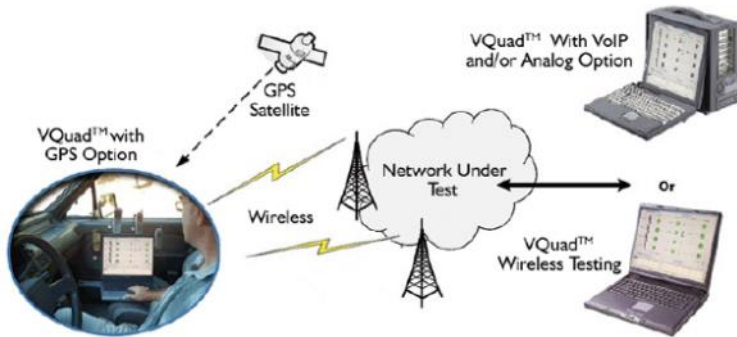 VQuad™ With VoIP
and/or Analog Option
GPS
Satellite
VQuad™ with
GPS Option
Network Under
Test
Wireless
Or
VQuad™
Wireless Testing